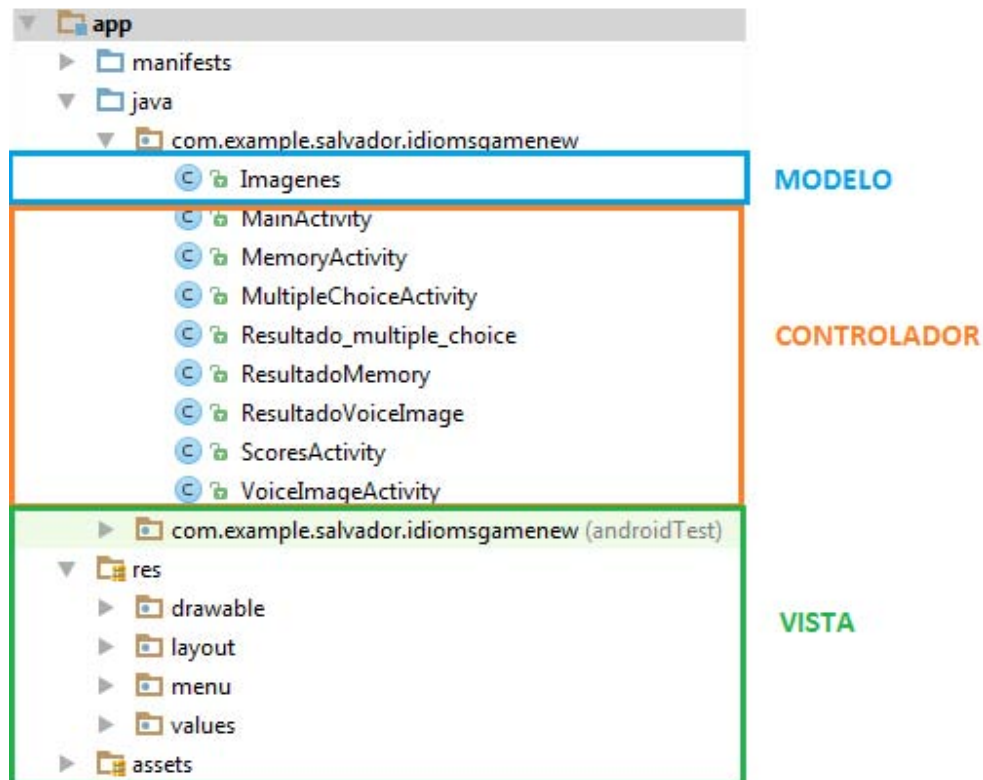 app
manifests
java
com.example.salvador.idiomsgamenew
C Imagenes
MODELO
C MainActivity
C MemoryActivity
C MultipleChoiceActivity
C Resultado_multiple_choice
CONTROLADOR
C ResultadoMemory
C ResultadoVoiceImage
C ScoresActivity
C VoiceImageActivity
com.example.salvador.idiomsgamenew (androidTest)
res
drawable
layout
VISTA
menu
values
assets